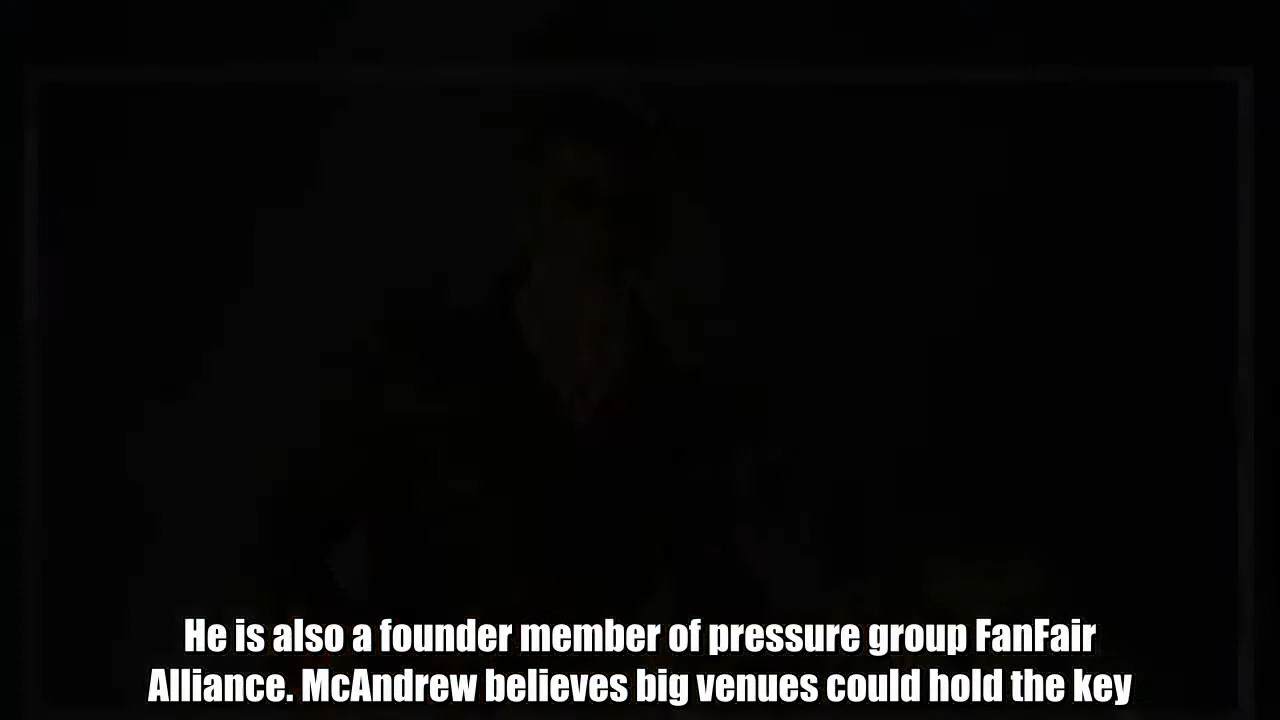 He is also a founder member of pressure group FanFair
Alliance. McAndrew believes big venues could hold the key